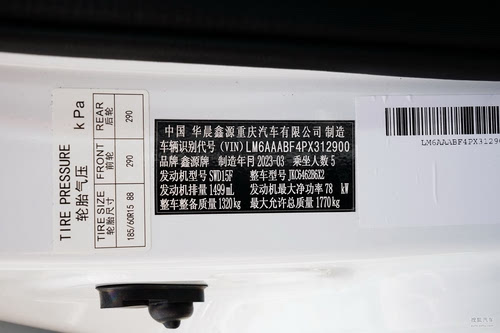 TIRE PRESSURE kPa
轮胎气压
TIRE SIZE FRONT REAR
轮胎尺寸 前轮 后轮
185/60R15 88 290 290
中国 华晨鑫源重庆汽车有限公司 制造
车辆识别代号(VIN) LM6AAABF4PX312900
品牌 鑫源牌 制造年月 2023-03 乘坐人数 5
发动机型号 SWD15F 整车型号 JKC6462B6X2
发动机排量 1499mL 发动机最大净功率 78 kW
整车整备质量 1320kg 最大允许总质量 1770kg
LM6AAABF4PX312900